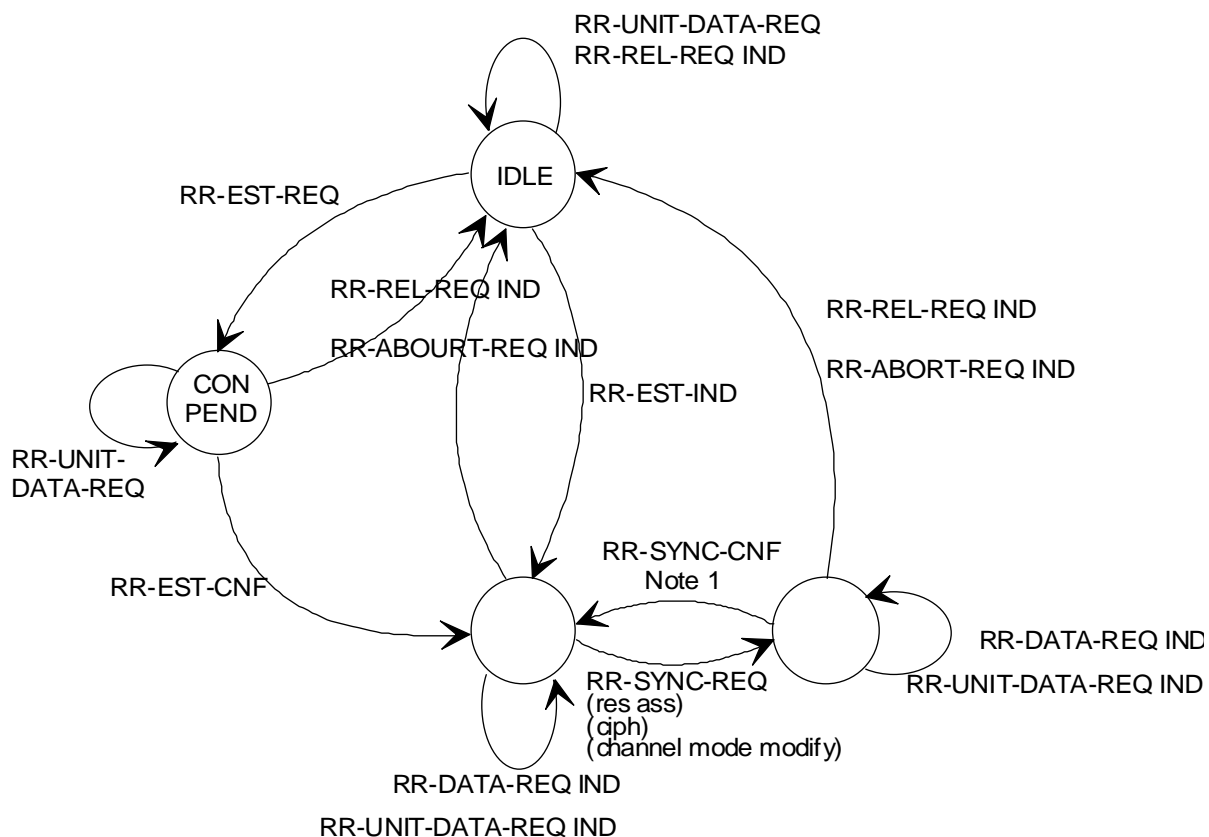 RR-UNIT-DATA-REQ
RR-REL-REQ IND
IDLE
RR-EST-REQ
RR-REL-REQ IND
RR-ABOURT-REQ IND
RR-REL-REQ IND
RR-ABORT-REQ IND
CON
PEND
RR-EST-IND
RR-UNIT-
DATA-REQ
RR-EST-CNF
RR-SYNC-CNF
Note 1
RR-DATA-REQ IND
RR-UNIT-DATA-REQ IND
RR-SYNC-REQ
(res ass)
(ciph)
(channel mode modify)
RR-DATA-REQ IND
RR-UNIT-DATA-REQ IND